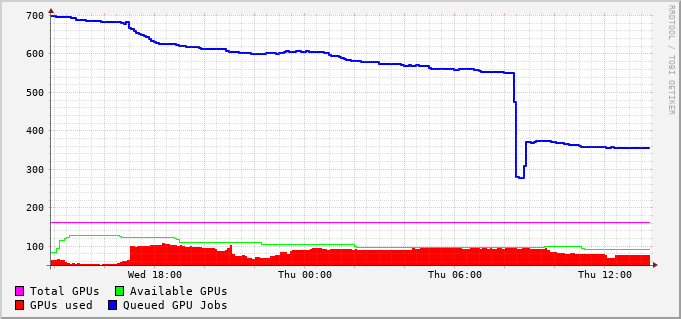 700
600
500
400
300
200
100
Wed 18:00 Thu 00:00 Thu 06:00 Thu 12:00
Total GPUs Available GPUs
GPUs used Queued GPU Jobs
RRDTOOL / TOBI OETIKER